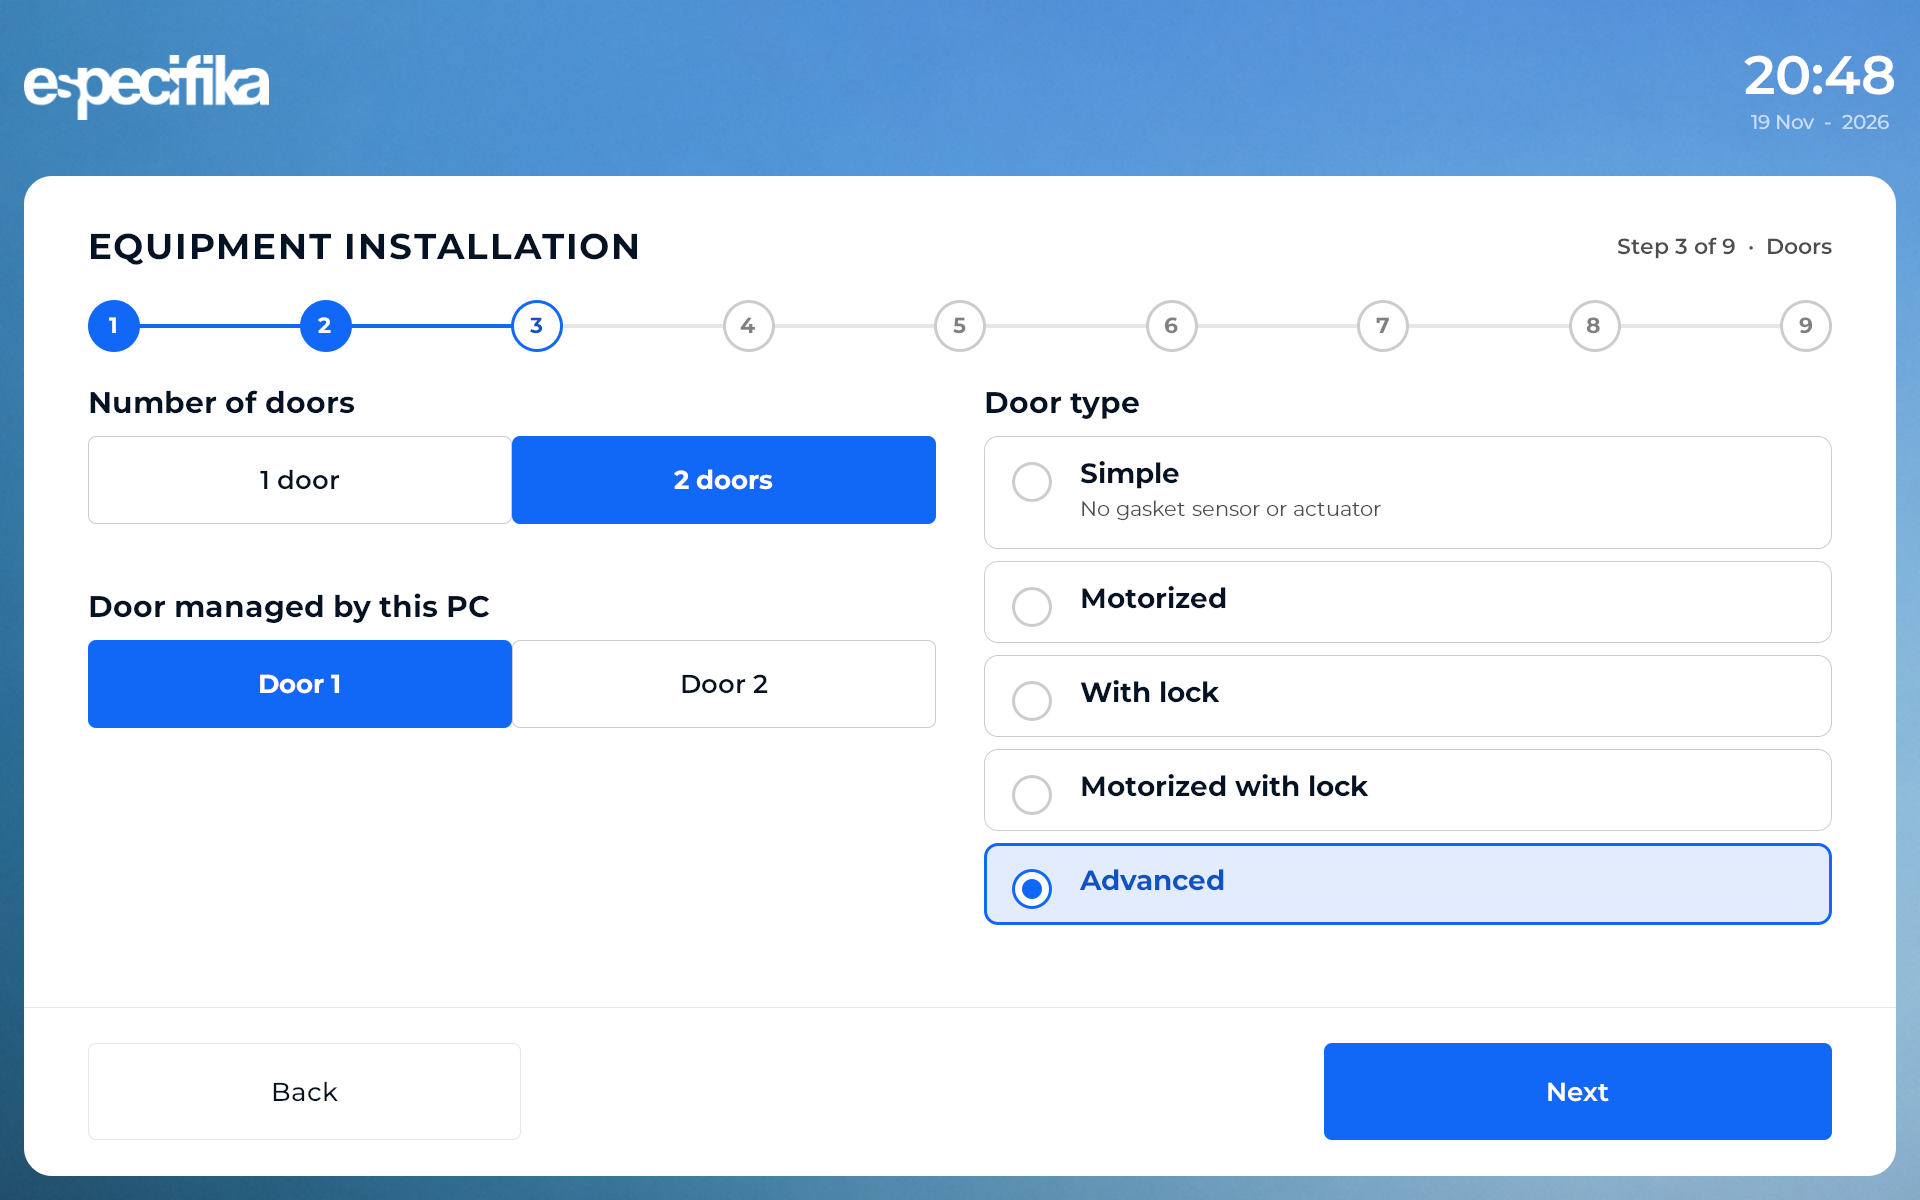 especifika
20:48
19 Nov - 2026
EQUIPMENT INSTALLATION
Step 3 of 9 · Doors
1 2 3 4 5 6 7 8 9
Number of doors
1 door
2 doors
Door managed by this PC
Door 1
Door 2
Door type
Simple
No gasket sensor or actuator
Motorized
With lock
Motorized with lock
Advanced
Back
Next